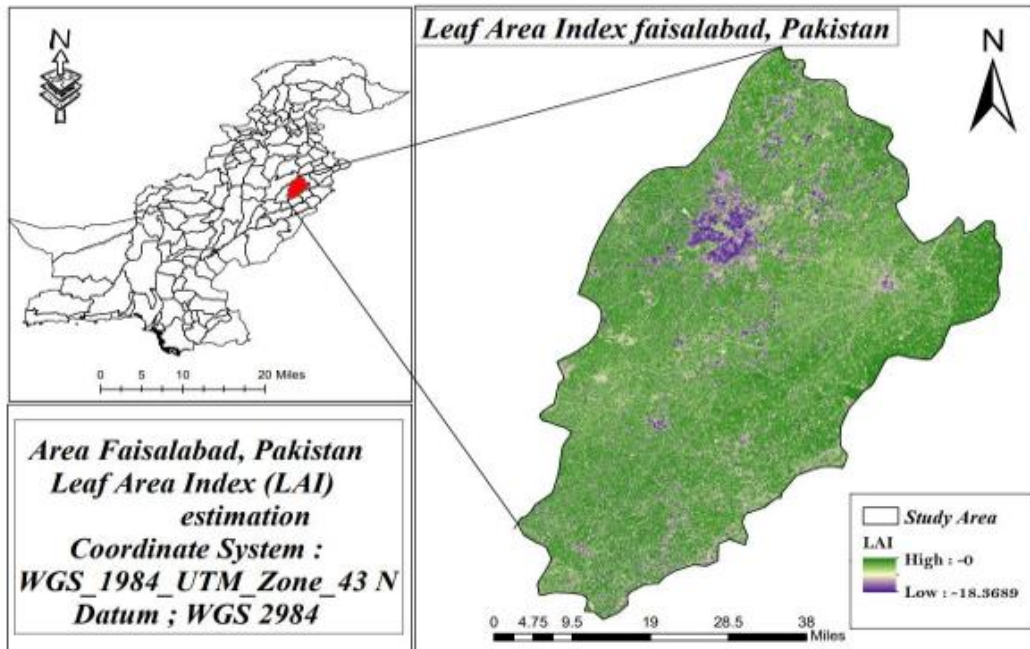 Leaf Area Index faisalabad, Pakistan
N
N
0 5 10 20 Miles
Area Faisalabad, Pakistan
Leaf Area Index (LAI)
estimation
Coordinate System :
WGS_1984_UTM_Zone_43 N
Datum ; WGS 2984
Study Area
LAI
High : -0
Low : -18.3689
0 4.75 9.5 19 28.5 38
Miles